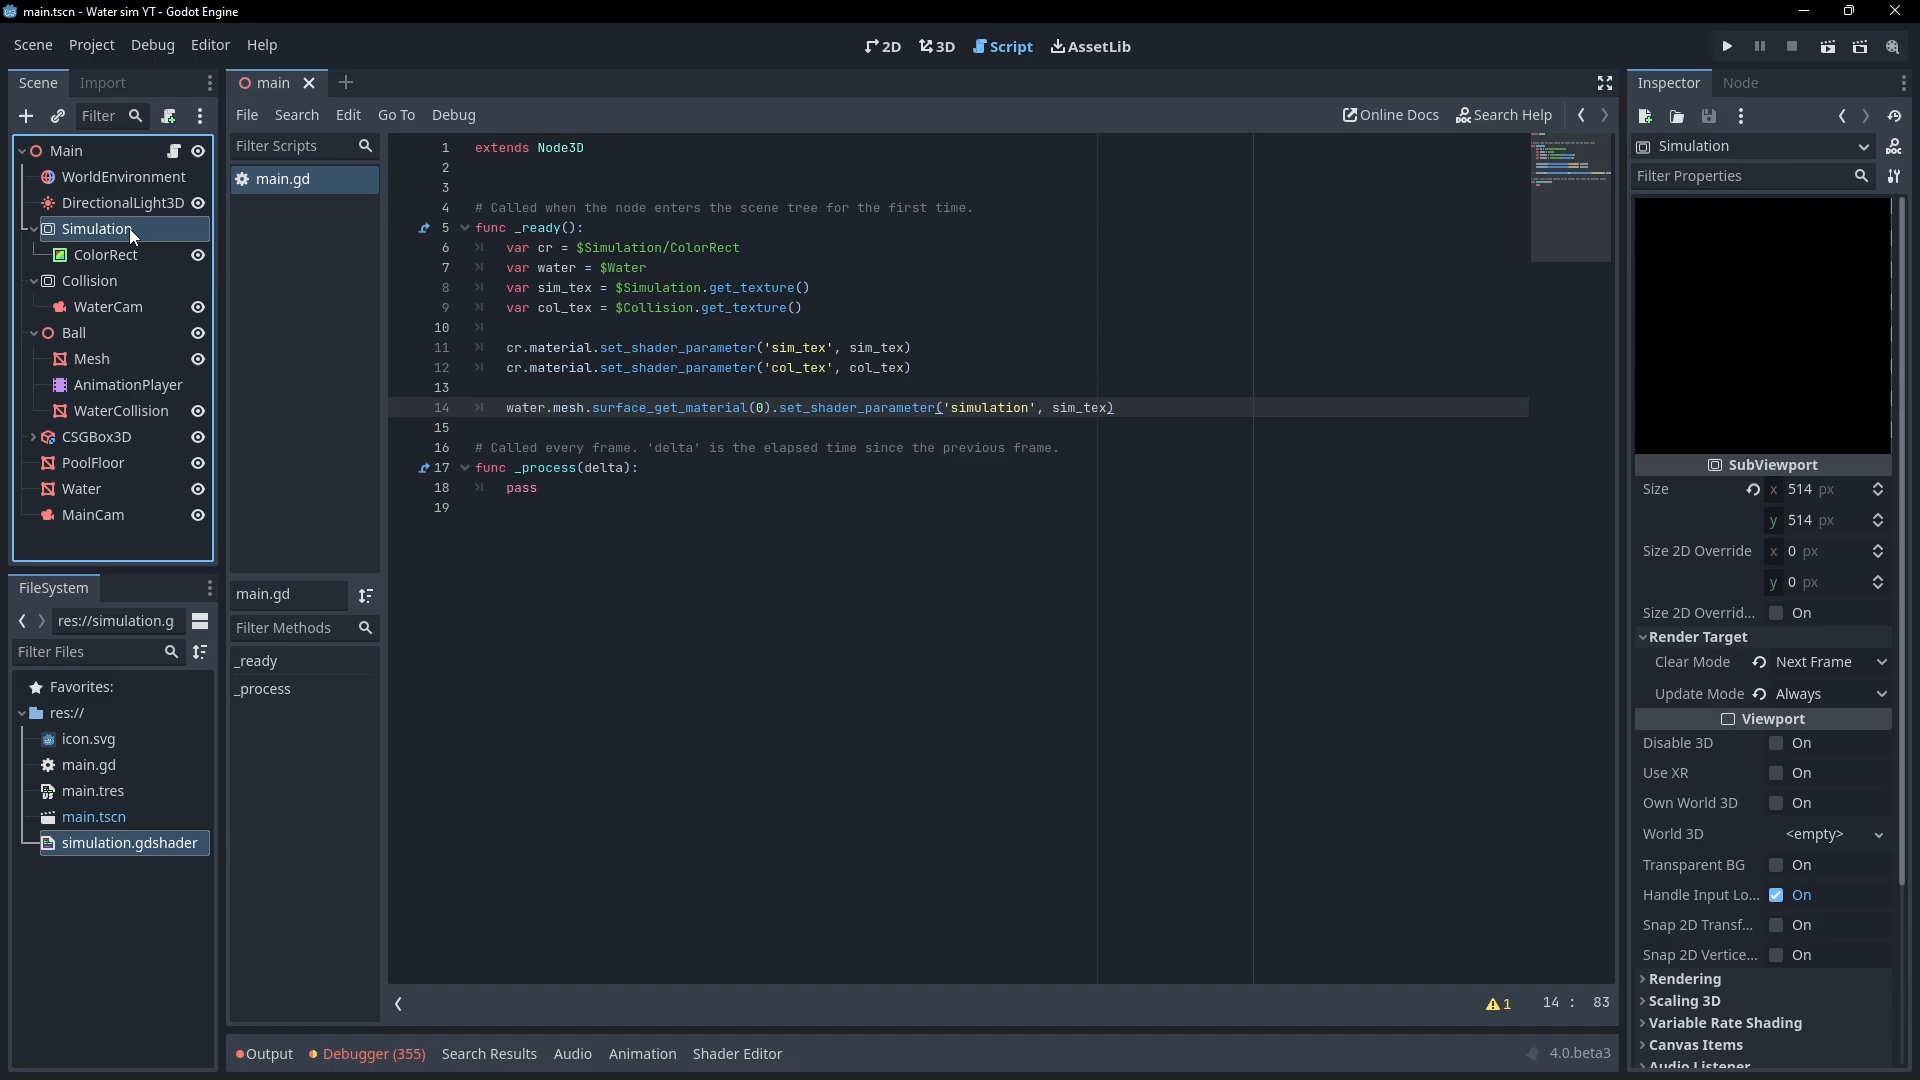 main.tscn - Water sim YT - Godot Engine
Scene Project Debug Editor Help
2D 3D Script AssetLib
Scene Import
Filter
Main
WorldEnvironment
DirectionalLight3D
Simulation
ColorRect
Collision
WaterCam
Ball
Mesh
AnimationPlayer
WaterCollision
CSGBox3D
PoolFloor
Water
MainCam
FileSystem
res://simulation.g
Filter Files
Favorites:
res://
icon.svg
main.gd
main.tres
main.tscn
simulation.gdshader
main
File Search Edit Go To Debug
Online Docs Search Help
Filter Scripts
main.gd
main.gd
Filter Methods
_ready
_process
1 extends Node3D
2
3
4 # Called when the node enters the scene tree for the first time.
5 func _ready():
6 var cr = $Simulation/ColorRect
7 var water = $Water
8 var sim_tex = $Simulation.get_texture()
9 var col_tex = $Collision.get_texture()
10
11 cr.material.set_shader_parameter('sim_tex', sim_tex)
12 cr.material.set_shader_parameter('col_tex', col_tex)
13
14 water.mesh.surface_get_material(0).set_shader_parameter('simulation', sim_tex)
15
16 # Called every frame. 'delta' is the elapsed time since the previous frame.
17 func _process(delta):
18 pass
19
1 14 : 83
Output Debugger (355) Search Results Audio Animation Shader Editor
4.0.beta3
Inspector Node
Simulation
Filter Properties
SubViewport
Size x 514 px
y 514 px
Size 2D Override x 0 px
y 0 px
Size 2D Overrid... On
Render Target
Clear Mode Next Frame
Update Mode Always
Viewport
Disable 3D On
Use XR On
Own World 3D On
World 3D <empty>
Transparent BG On
Handle Input Lo... On
Snap 2D Transf... On
Snap 2D Vertice... On
Rendering
Scaling 3D
Variable Rate Shading
Canvas Items
Audio Listener